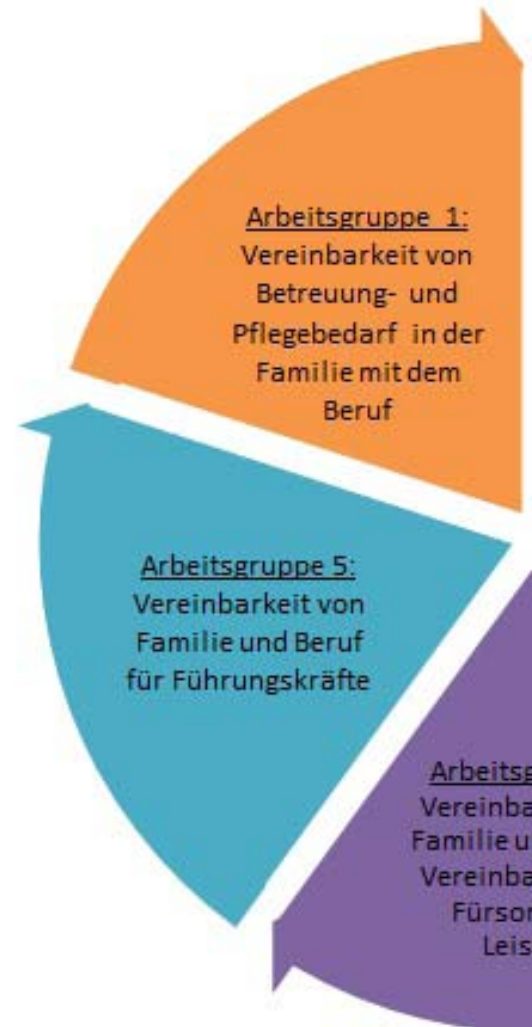 Arbeitsgruppe 1:
Vereinbarkeit von
Betreuung- und
Pflegebedarf in der
Familie mit dem
Beruf
Arbeitsgruppe 5:
Vereinbarkeit von
Familie und Beruf
für Führungskräfte
Familie